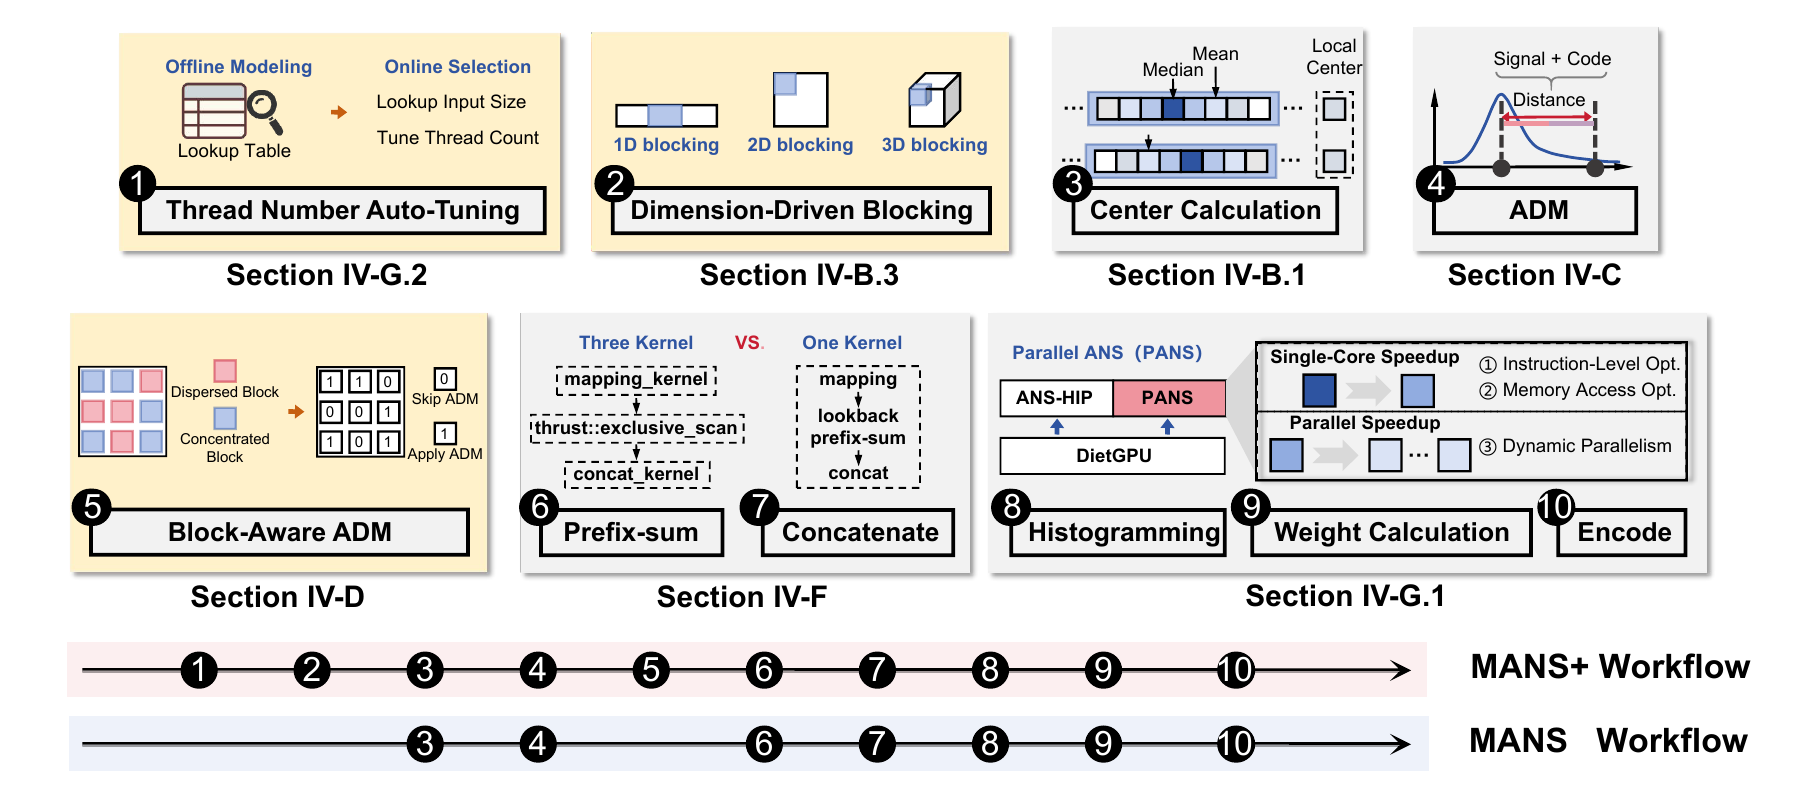 Offline Modeling
Online Selection
Lookup Input Size
Tune Thread Count
Lookup Table
1
Thread Number Auto-Tuning
Section IV-G.2
1D blocking
2D blocking
3D blocking
2
Dimension-Driven Blocking
Section IV-B.3
Mean
Median
Local
Center
...
...
...
...
3
Center Calculation
Section IV-B.1
Signal + Code
Distance
4
ADM
Section IV-C
Dispersed Block
Concentrated
Block
1 1 0
0 0 1
1 0 1
0
Skip ADM
1
Apply ADM
5
Block-Aware ADM
Section IV-D
Three Kernel VS. One Kernel
mapping_kernel
thrust::exclusive_scan
concat_kernel
mapping
lookback
prefix-sum
concat
6
Prefix-sum
7
Concatenate
Section IV-F
Parallel ANS (PANS)
ANS-HIP
PANS
DietGPU
Single-Core Speedup
① Instruction-Level Opt.
② Memory Access Opt.
Parallel Speedup
...
③ Dynamic Parallelism
8
Histogramming
9
Weight Calculation
10
Encode
Section IV-G.1
1 2 3 4 5 6 7 8 9 10
MANS+ Workflow
3 4 6 7 8 9 10
MANS Workflow